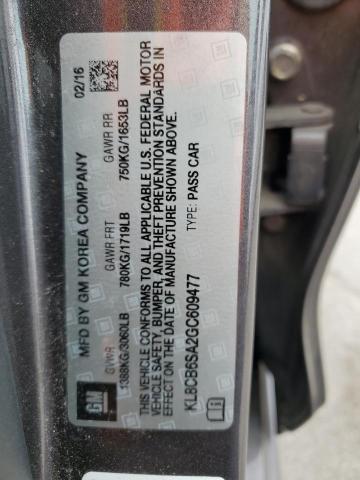 GM
MFD BY GM KOREA COMPANY 02/16
GVWR GAWR FRT GAWR RR
1388KG/3060LB 780KG/1719LB 750KG/1653LB
THIS VEHICLE CONFORMS TO ALL APPLICABLE U.S. FEDERAL MOTOR
VEHICLE SAFETY, BUMPER, AND THEFT PREVENTION STANDARDS IN
EFFECT ON THE DATE OF MANUFACTURE SHOWN ABOVE.
TYPE: PASS CAR
KL8CB6SA2GC609477